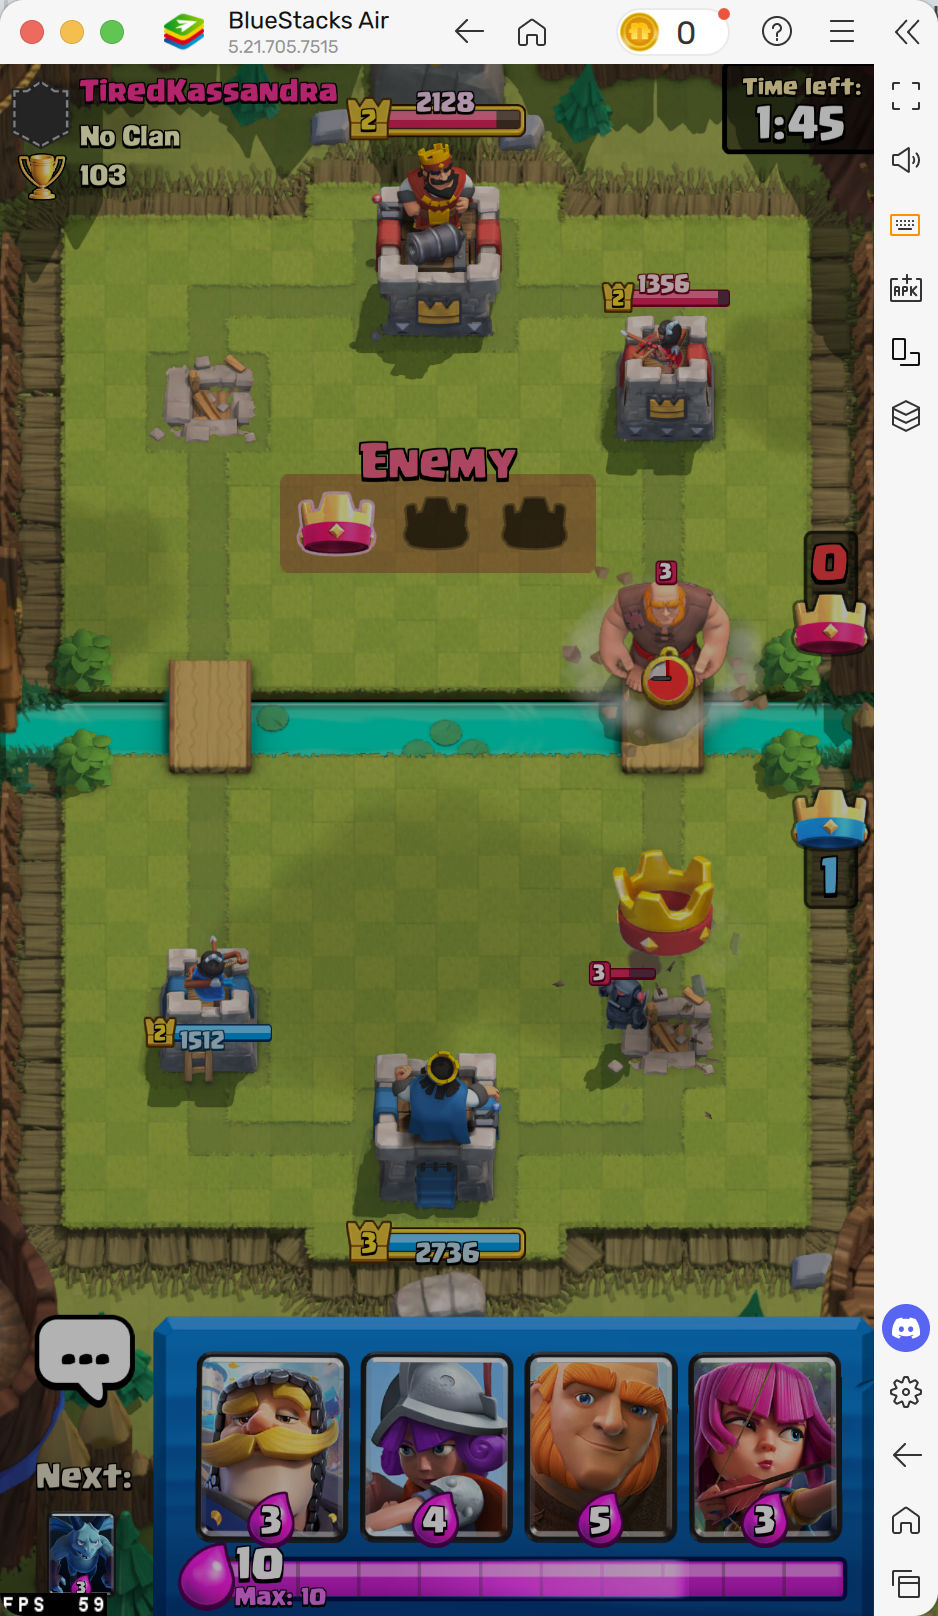 BlueStacks Air
5.21.705.7515
0
TiredKassandra
No Clan
103
2
2128
Time left:
1:45
APK
2
1356
Enemy
3
0
1
3
2
1512
3
2736
Next:
3
3
4
5
3
10
Max: 10
FPS 59